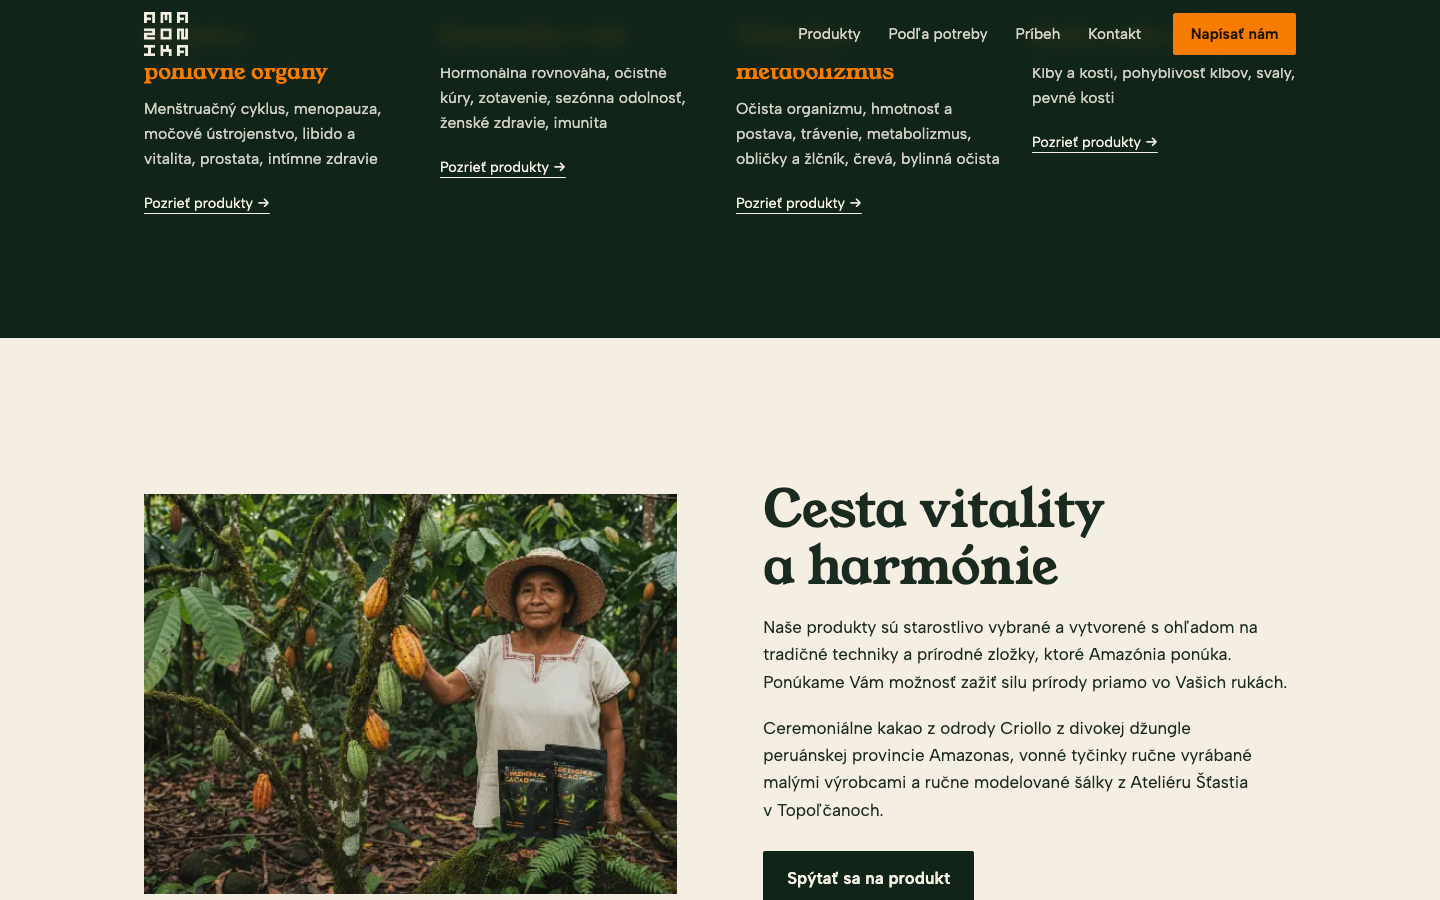 AMA
ZON
IKA
Produkty
Podľa potreby
Príbeh
Kontakt
Napísať nám
pohlavné orgány
Menštruačný cyklus, menopauza,
močové ústrojenstvo, libido a
vitalita, prostata, intímne zdravie
Pozrieť produkty →
Hormonálna rovnováha, očistné
kúry, zotavenie, sezónna odolnosť,
ženské zdravie, imunita
Pozrieť produkty →
metabolizmus
Očista organizmu, hmotnosť a
postava, trávenie, metabolizmus,
obličky a žlčník, črevá, bylinná očista
Pozrieť produkty →
Kĺby a kosti, pohyblivosť kĺbov, svaly,
pevné kosti
Pozrieť produkty →
Cesta vitality
a harmónie
Naše produkty sú starostlivo vybrané a vytvorené s ohľadom na
tradičné techniky a prírodné zložky, ktoré Amazónia ponúka.
Ponúkame Vám možnosť zažiť silu prírody priamo vo Vašich rukách.
Ceremoniálne kakao z odrody Criollo z divokej džungle
peruánskej provincie Amazonas, vonné tyčinky ručne vyrábané
malými výrobcami a ručne modelované šálky z Ateliéru Šťastia
v Topoľčanoch.
Spýtať sa na produkt